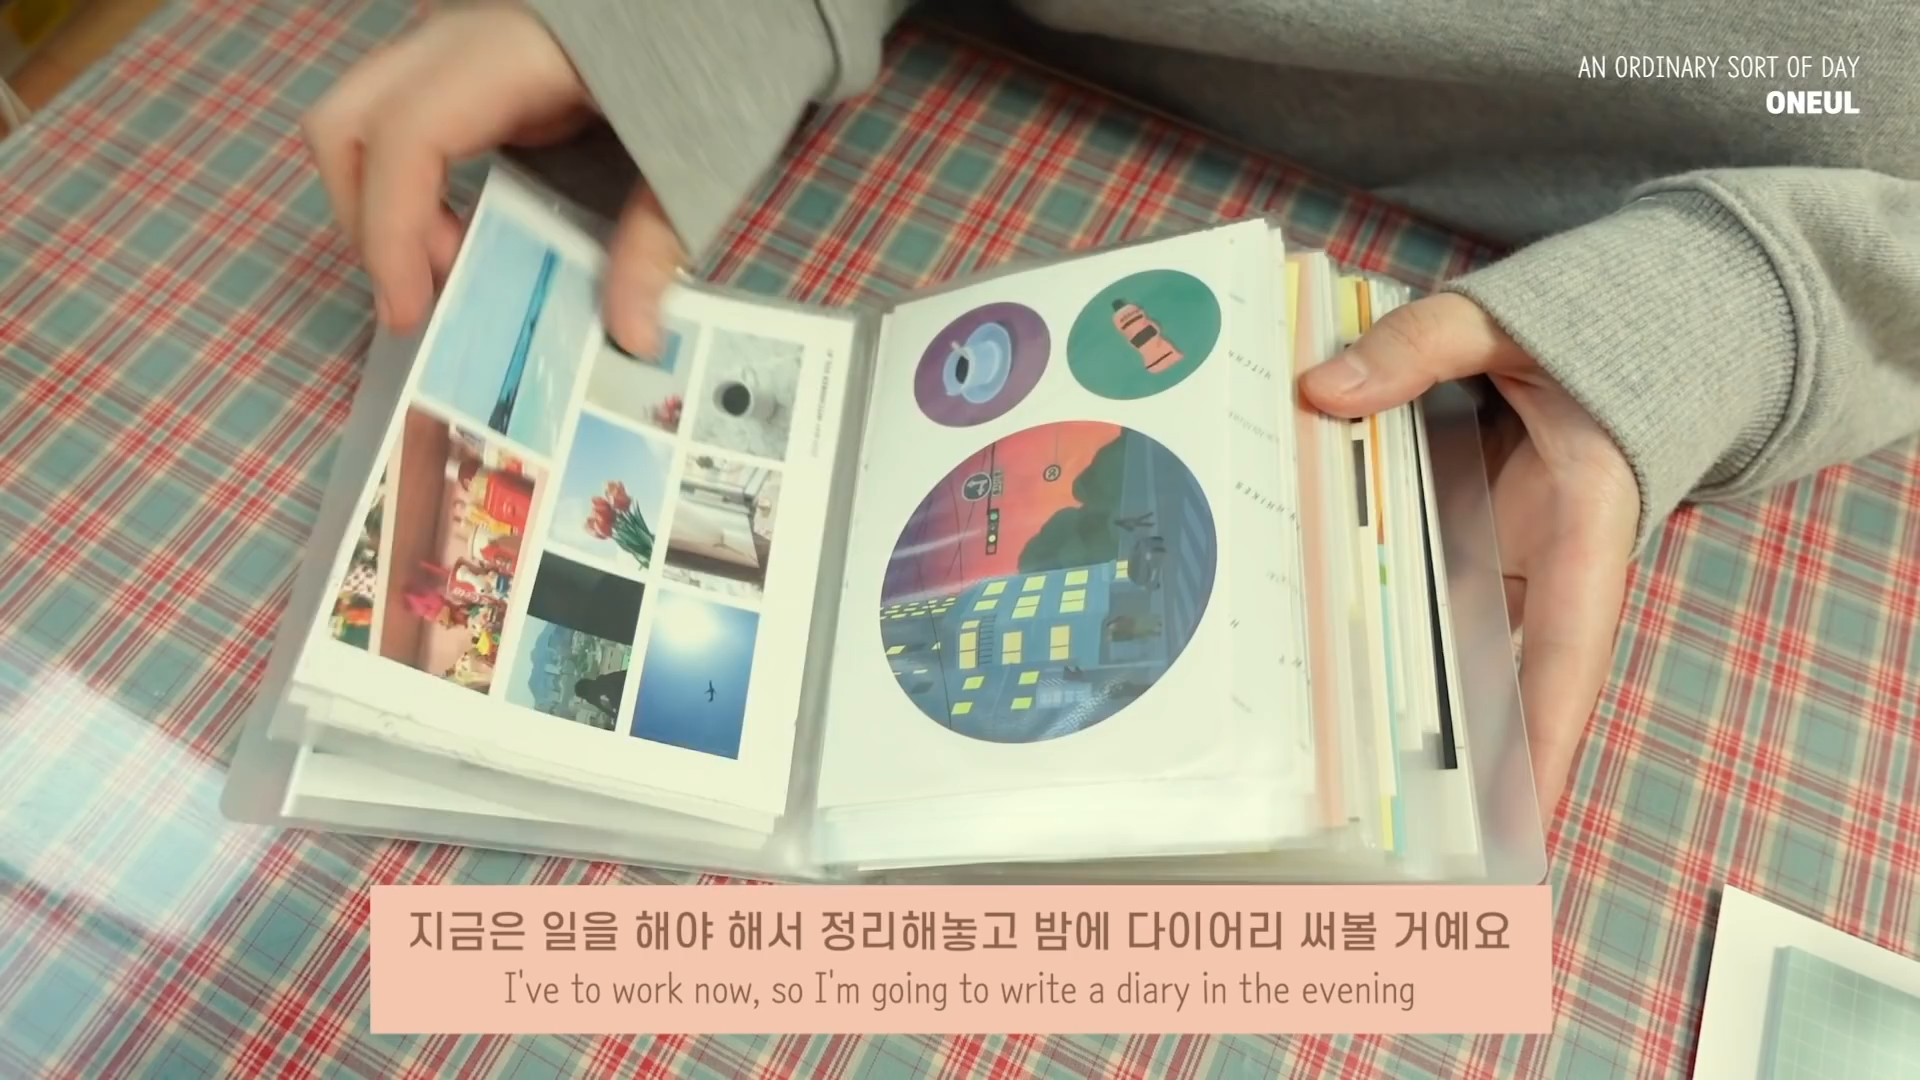 AN ORDINARY SORT OF DAY
ONEUL
지금은 일을 해야 해서 정리해놓고 밤에 다이어리 써볼 거예요
I've to work now, so I'm going to write a diary in the evening